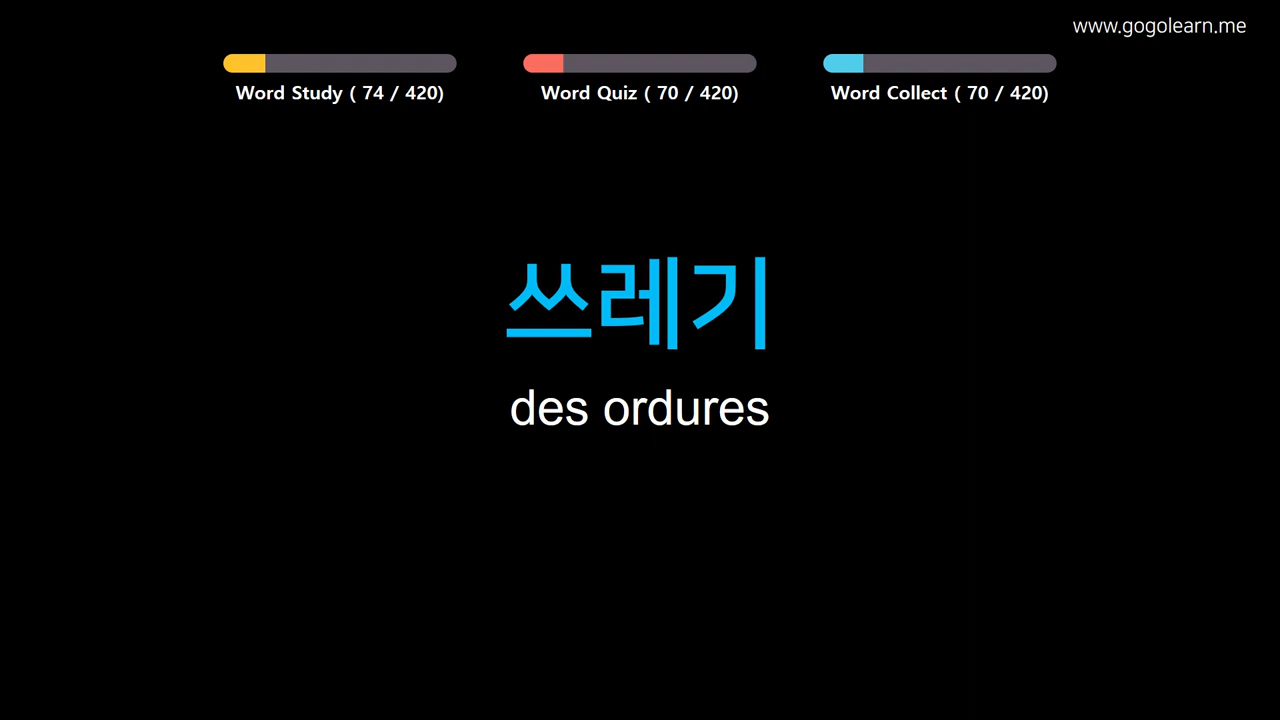 www.gogolearn.me
Word Study ( 74 / 420)
Word Quiz ( 70 / 420)
Word Collect ( 70 / 420)
쓰레기
des ordures